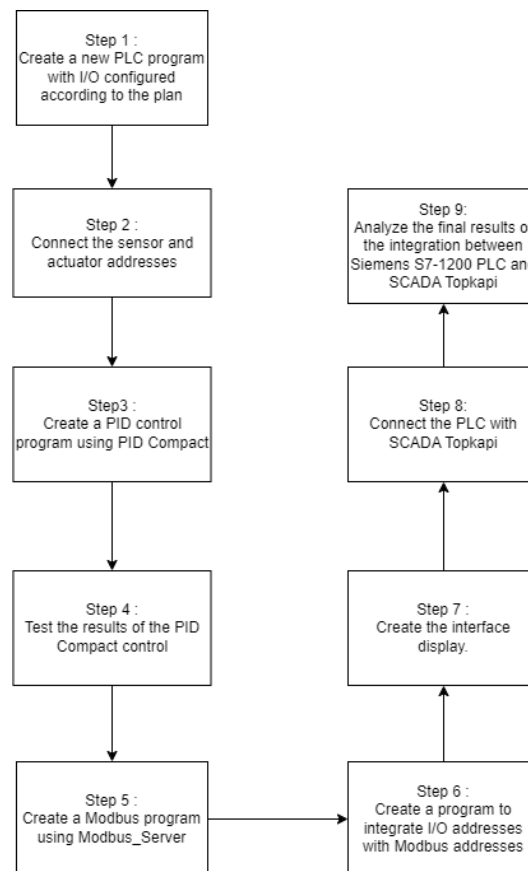 Step 1 :
Create a new PLC program
with I/O configured
according to the plan
Step 2 :
Connect the sensor and
actuator addresses
Step3 :
Create a PID control
program using PID Compact
Step 4 :
Test the results of the PID
Compact control
Step 5 :
Create a Modbus program
using Modbus_Server
Step 6 :
Create a program to
integrate I/O addresses
with Modbus addresses
Step 7 :
Create the interface
display.
Step 8:
Connect the PLC with
SCADA Topkapi
Step 9:
Analyze the final results o
the integration between
Siemens S7-1200 PLC an
SCADA Topkapi